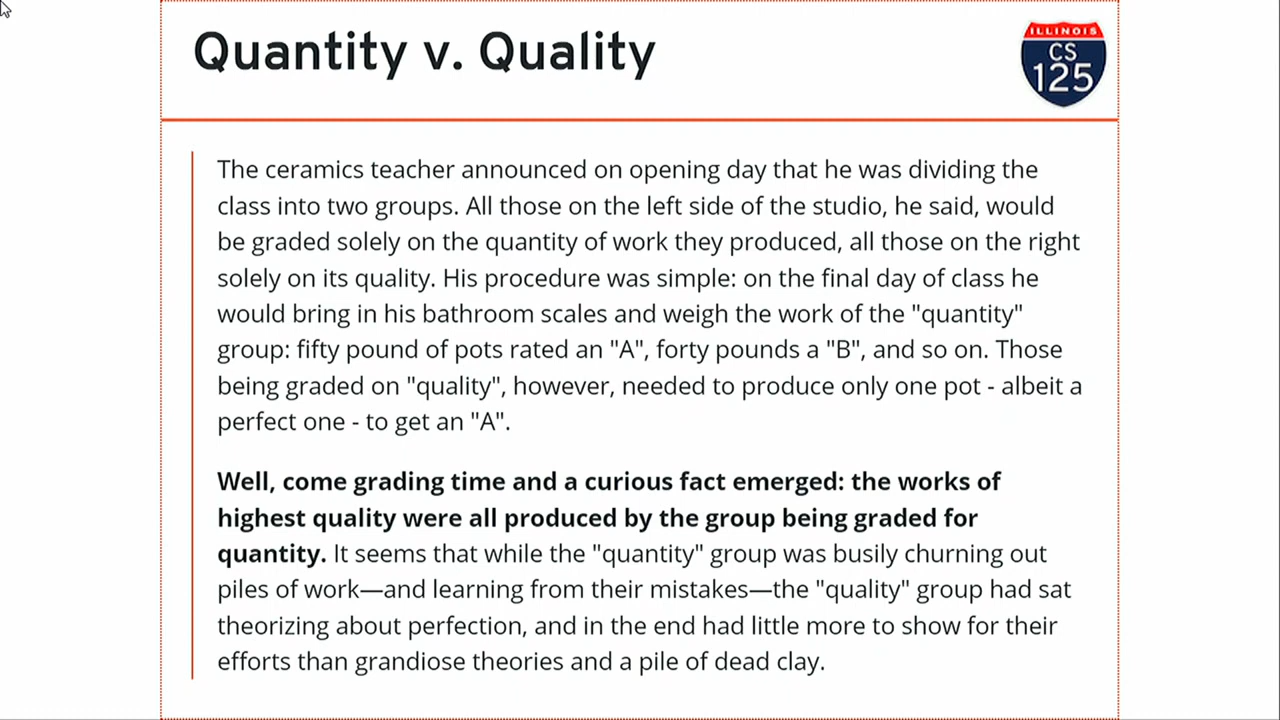 Quantity v. Quality
ILLINOIS
CS
125
The ceramics teacher announced on opening day that he was dividing the
class into two groups. All those on the left side of the studio, he said, would
be graded solely on the quantity of work they produced, all those on the right
solely on its quality. His procedure was simple: on the final day of class he
would bring in his bathroom scales and weigh the work of the "quantity"
group: fifty pound of pots rated an "A", forty pounds a "B", and so on. Those
being graded on "quality", however, needed to produce only one pot - albeit a
perfect one - to get an "A".
Well, come grading time and a curious fact emerged: the works of
highest quality were all produced by the group being graded for
quantity. It seems that while the "quantity" group was busily churning out
piles of work—and learning from their mistakes—the "quality" group had sat
theorizing about perfection, and in the end had little more to show for their
efforts than grandiose theories and a pile of dead clay.